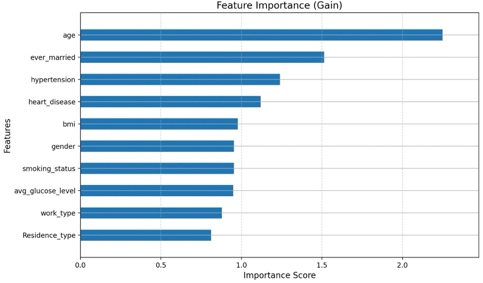 Feature Importance (Gain)
age
ever_married
hypertension
heart_disease
bmi
gender
smoking_status
avg_glucose_level
work_type
Residence_type
Features
0.0 0.5 1.0 1.5 2.0
Importance Score